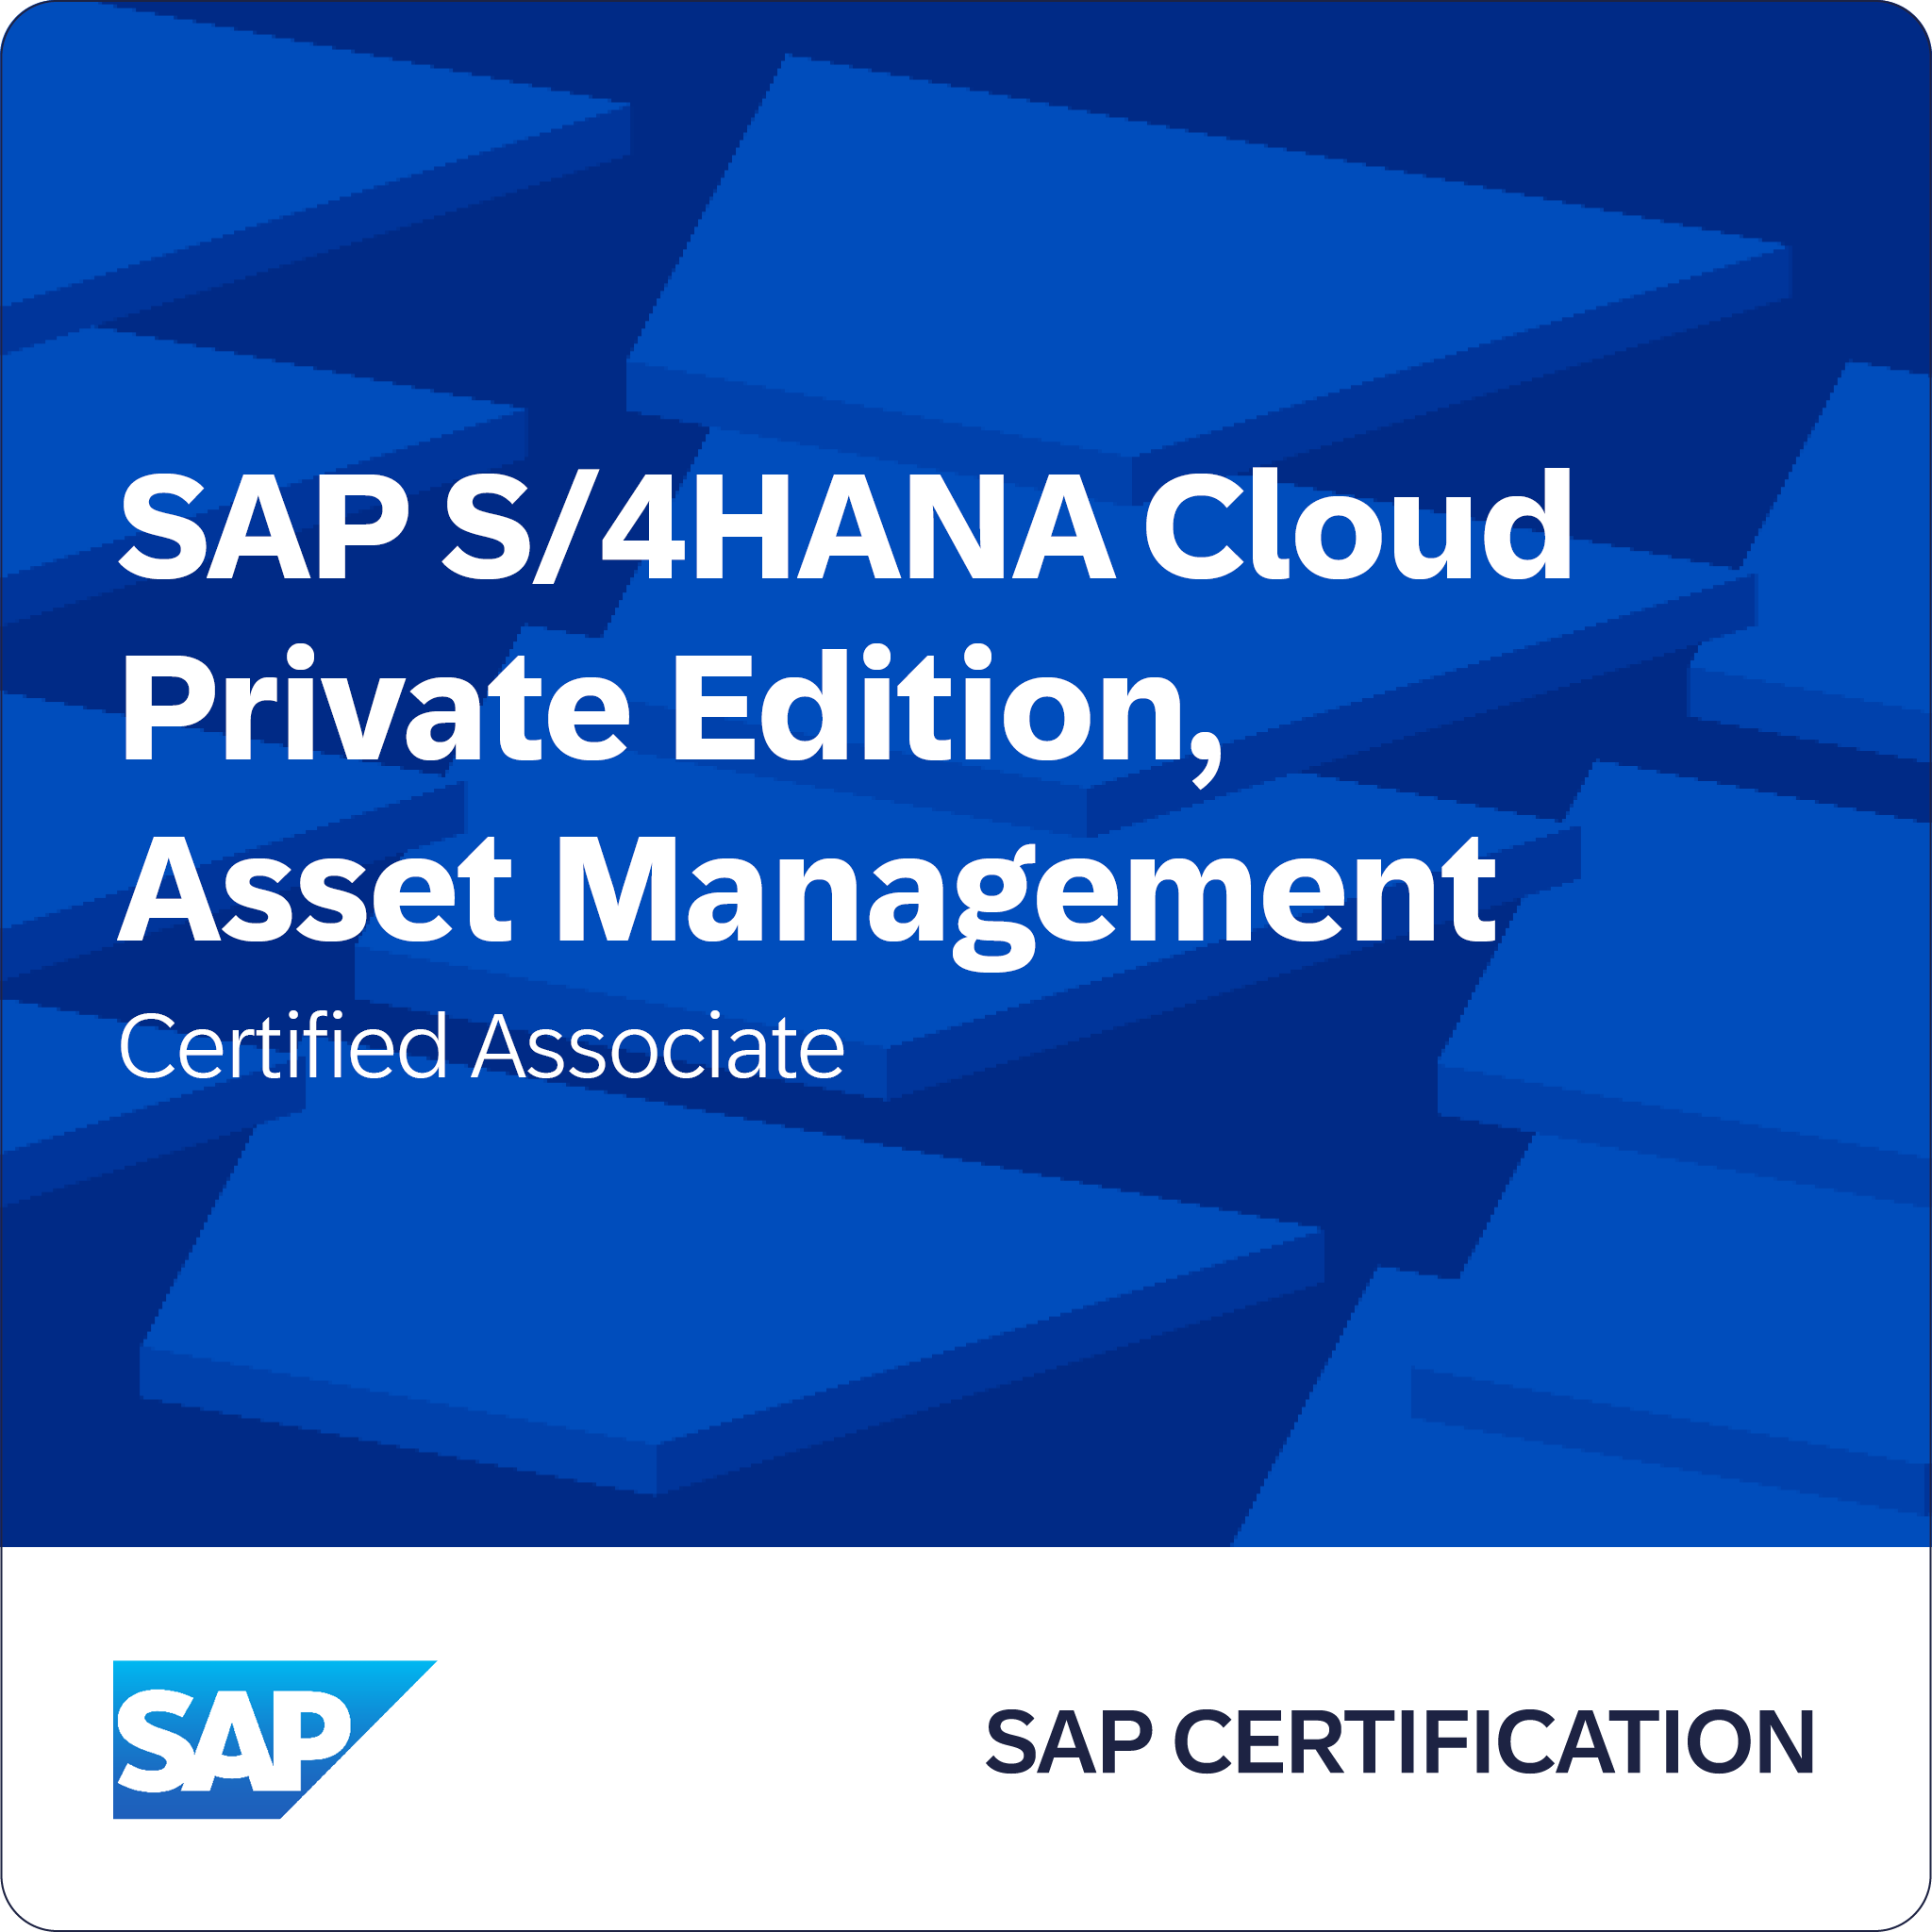 SAP S/4HANA Cloud
Private Edition,
Asset Management
Certified Associate
SAP
SAP CERTIFICATION